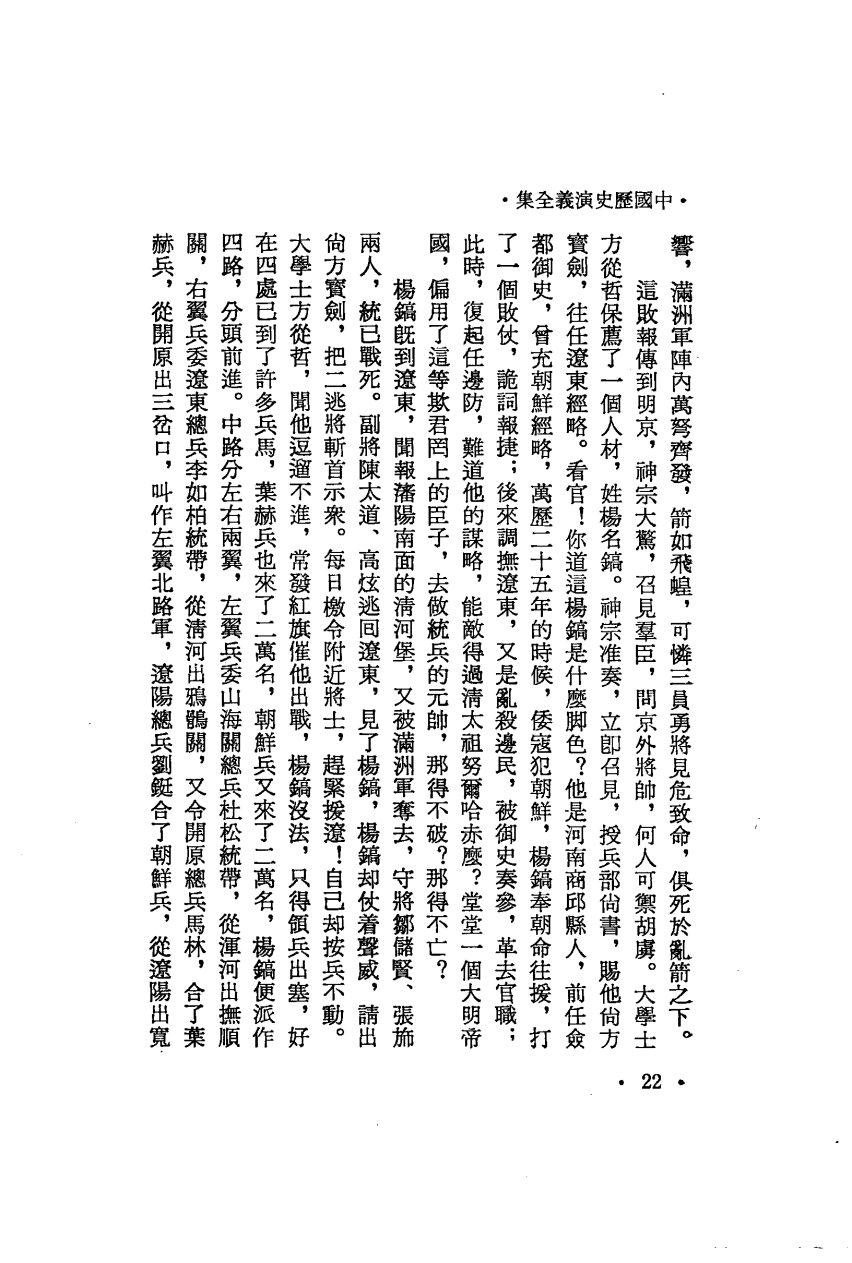 •中國歷史演義全集•
響，滿洲軍陣內萬弩齊發，箭如飛蝗，可憐三員勇將見危致命，俱死於亂箭之下。
這敗報傳到明京，神宗大驚，召見羣臣，問京外將帥，何人可禦胡虜。大學士
方從哲保薦了一個人材，姓楊名鎬。神宗准奏，立卽召見，授兵部尙書，賜他尙方
寶劍，往任遼東經略。看官！你道這楊鎬是什麼脚色？他是河南商邱縣人，前任僉
都御史，曾充朝鮮經略，萬歷二十五年的時候，倭寇犯朝鮮，楊鎬奉朝命往援，打
了一個敗仗，詭詞報捷；後來調撫遼東，又是亂殺邊民，被御史奏參，革去官職；
此時，復起任邊防，難道他的謀略，能敵得過淸太祖努爾哈赤麼？堂堂一個大明帝
國，偏用了這等欺君罔上的臣子，去做統兵的元帥，那得不破？那得不亡？
楊鎬旣到遼東，聞報瀋陽南面的淸河堡，又被滿洲軍奪去，守將鄒儲賢、張旆
兩人，統已戰死。副將陳大道、高炫逃回遼東，見了楊鎬，楊鎬却仗着聲威，請出
尙方寶劍，把二逃將斬首示衆。每日檄令附近將士，趕緊援遼！自己却按兵不動。
大學士方從哲，聞他逗遛不進，常發紅旗催他出戰，楊鎬沒法，只得領兵出塞，好
在四處已到了許多兵馬，葉赫兵也來了二萬名，朝鮮兵又來了二萬名，楊鎬便派作
四路，分頭前進。中路分左右兩翼，左翼兵委山海關總兵杜松統帶，從渾河出撫順
關，右翼兵委遼東總兵李如柏統帶，從淸河出鴉鶻關，又令開原總兵馬林，合了葉
赫兵，從開原出三岔口，叫作左翼北路軍，遼陽總兵劉鋌合了朝鮮兵，從遼陽出寬
•22•